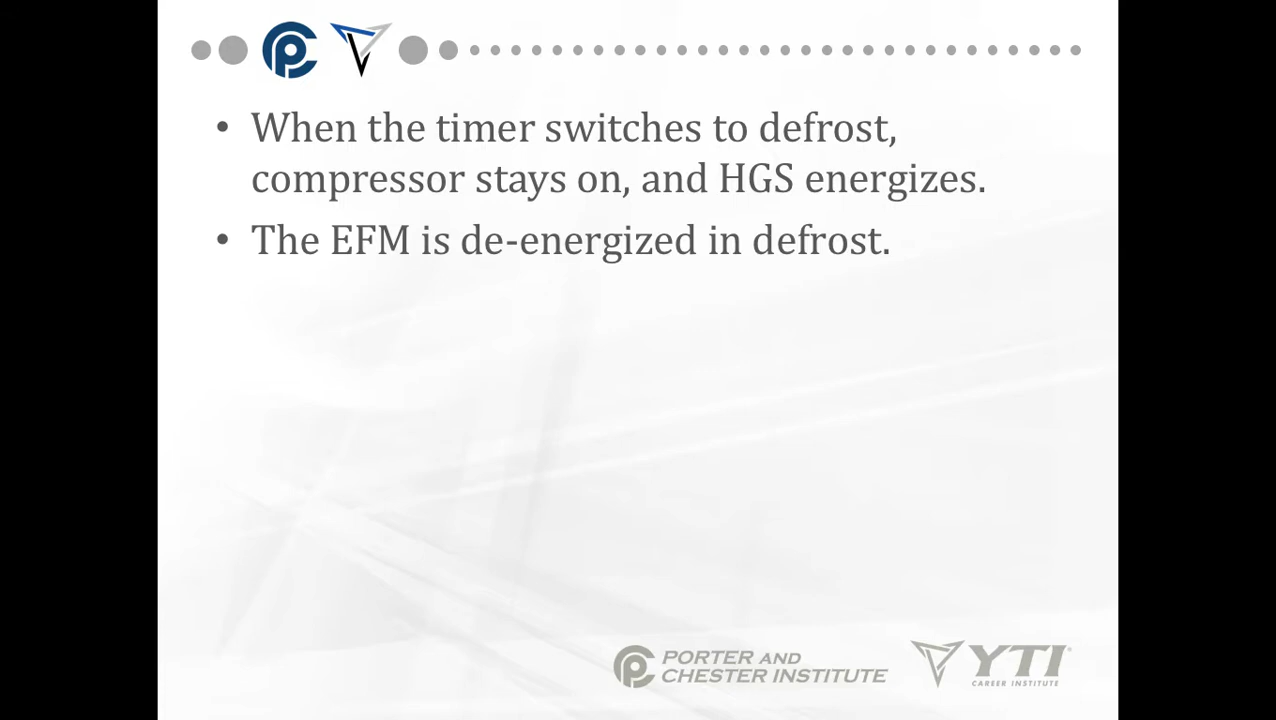 • When the timer switches to defrost,
compressor stays on, and HGS energizes.
• The EFM is de-energized in defrost.
PORTER AND
CHESTER INSTITUTE
YTI®
CAREER INSTITUTE